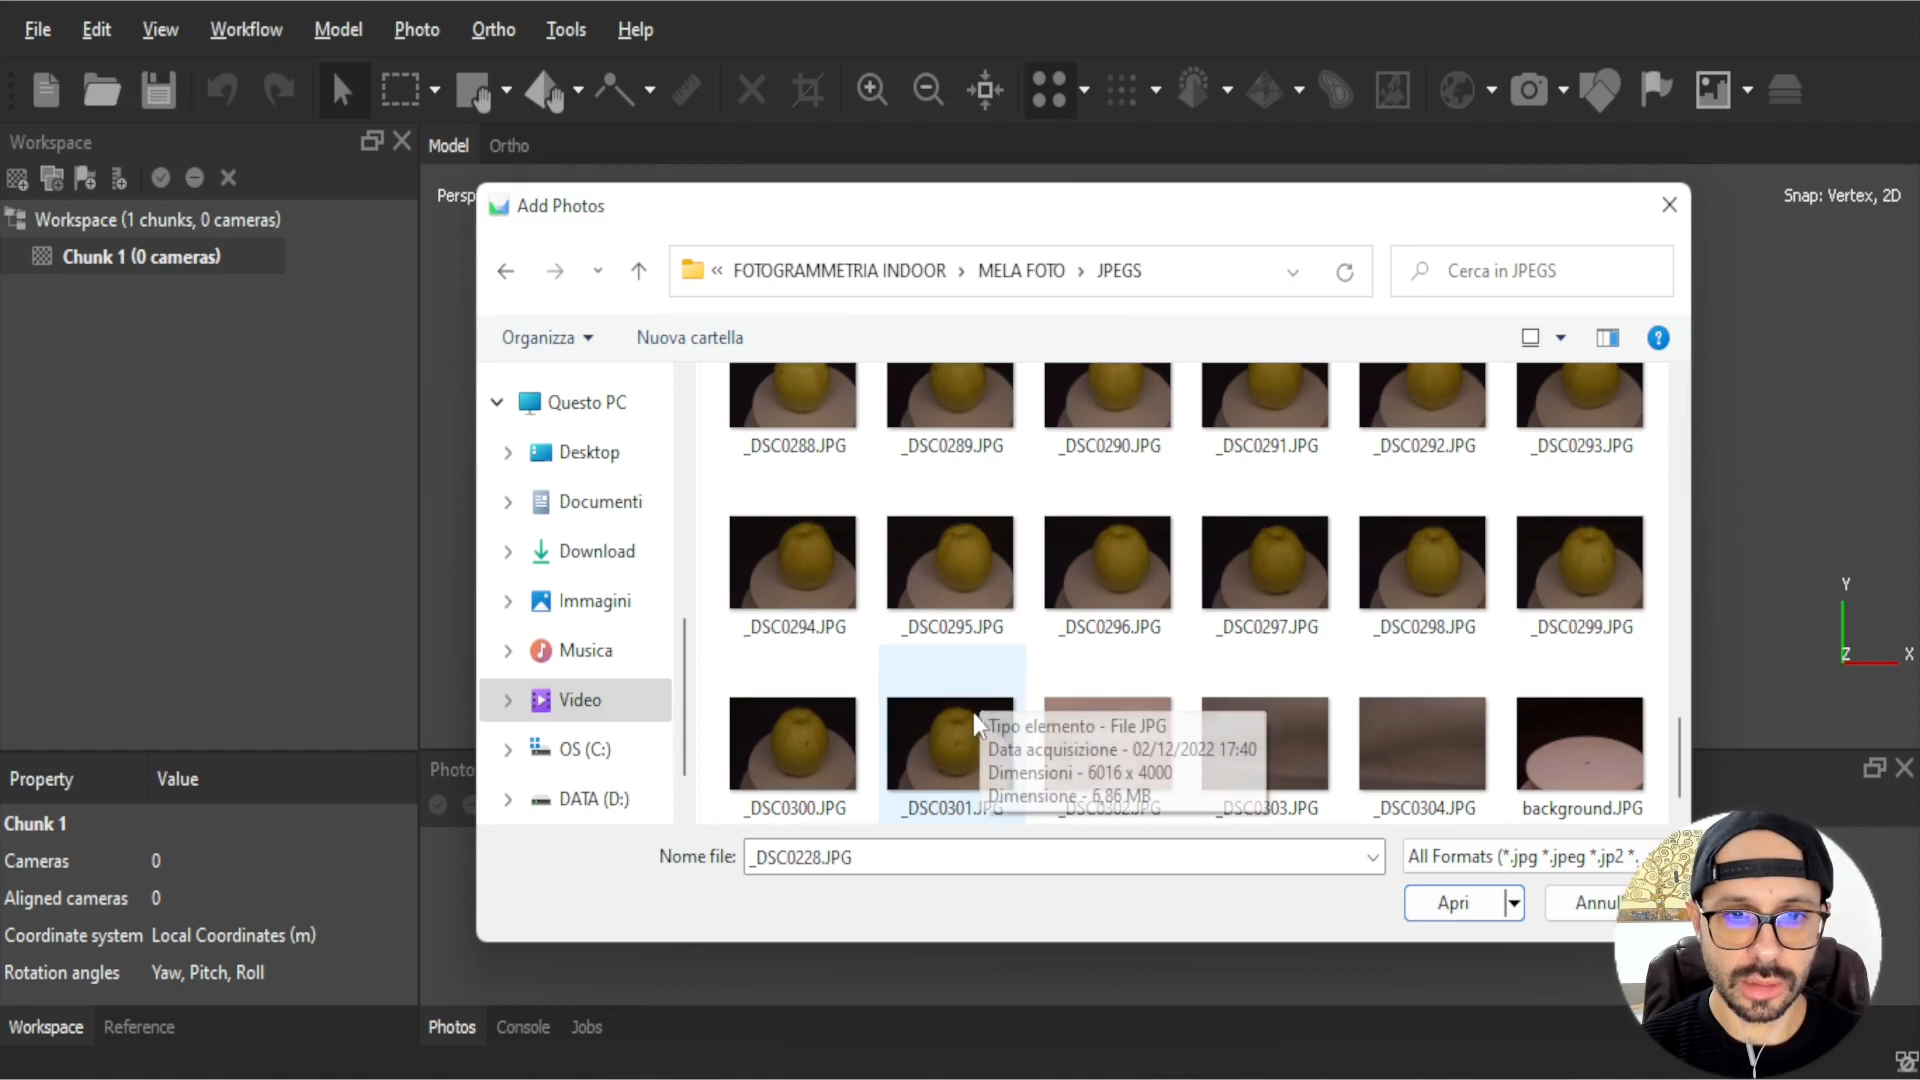 File Edit View Workflow Model Photo Ortho Tools Help
Workspace
Model Ortho
Workspace (1 chunks, 0 cameras)
Chunk 1 (0 cameras)
Persp
Snap: Vertex, 2D
Add Photos
« FOTOGRAMMETRIA INDOOR › MELA FOTO › JPEGS
Cerca in JPEGS
Organizza Nuova cartella
Questo PC
Desktop
Documenti
Download
Immagini
Musica
Video
OS (C:)
DATA (D:)
_DSC0288.JPG _DSC0289.JPG _DSC0290.JPG _DSC0291.JPG _DSC0292.JPG _DSC0293.JPG
_DSC0294.JPG _DSC0295.JPG _DSC0296.JPG _DSC0297.JPG _DSC0298.JPG _DSC0299.JPG
_DSC0300.JPG _DSC0301.JPG _DSC0302.JPG _DSC0303.JPG _DSC0304.JPG background.JPG
Tipo elemento - File JPG
Data acquisizione - 02/12/2022 17:40
Dimensioni - 6016 x 4000
Dimensione - 6,86 MB
Nome file: _DSC0228.JPG All Formats (*.jpg *.jpeg *.jp2 *.
Apri Annul
Y
Z X
Property Value
Chunk 1
Cameras 0
Aligned cameras 0
Coordinate system Local Coordinates (m)
Rotation angles Yaw, Pitch, Roll
Photo
Workspace Reference
Photos Console Jobs